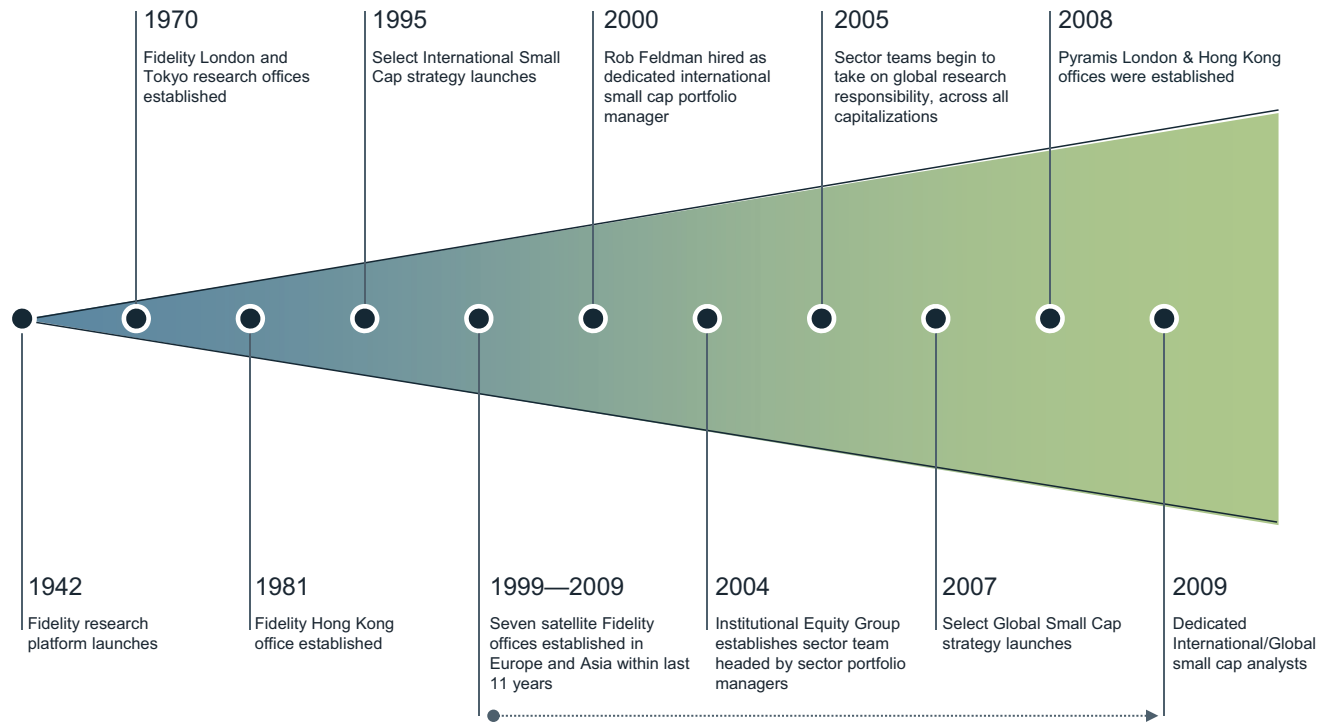 1970
Fidelity London and
Tokyo research offices
established
1995
Select International Small
Cap strategy launches
2000
Rob Feldman hired as
dedicated international
small cap portfolio
manager
2005
Sector teams begin to
take on global research
responsibility, across all
capitalizations
2008
Pyramis London & Hong Kong
offices were established
1942
Fidelity research
platform launches
1981
Fidelity Hong Kong
office established
1999—2009
Seven satellite Fidelity
offices established in
Europe and Asia within last
11 years
2004
Institutional Equity Group
establishes sector team
headed by sector portfolio
managers
2007
Select Global Small Cap
strategy launches
2009
Dedicated
International/Global
small cap analysts